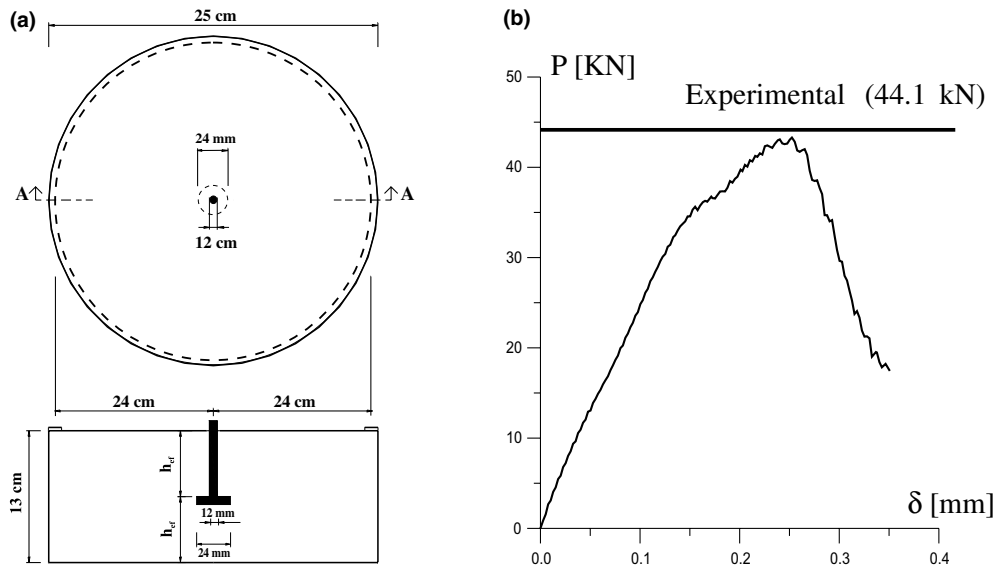 (a)
25 cm
24 mm
A A
12 cm
24 cm 24 cm
13 cm
hef
hef
12 mm
24 mm
(b)
P [KN]
Experimental (44.1 kN)
50
40
30
20
10
0
δ [mm]
0.0 0.1 0.2 0.3 0.4